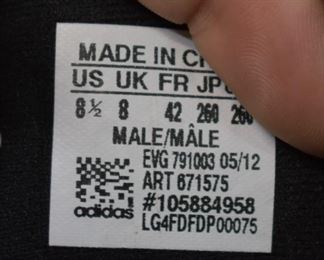 MADE IN
US UK FR JP
8½ 8 42 260
MALE/MÂLE
EVG 791003 05/12
ART 671575
#105884958
LG4FDFDP00075
adidas